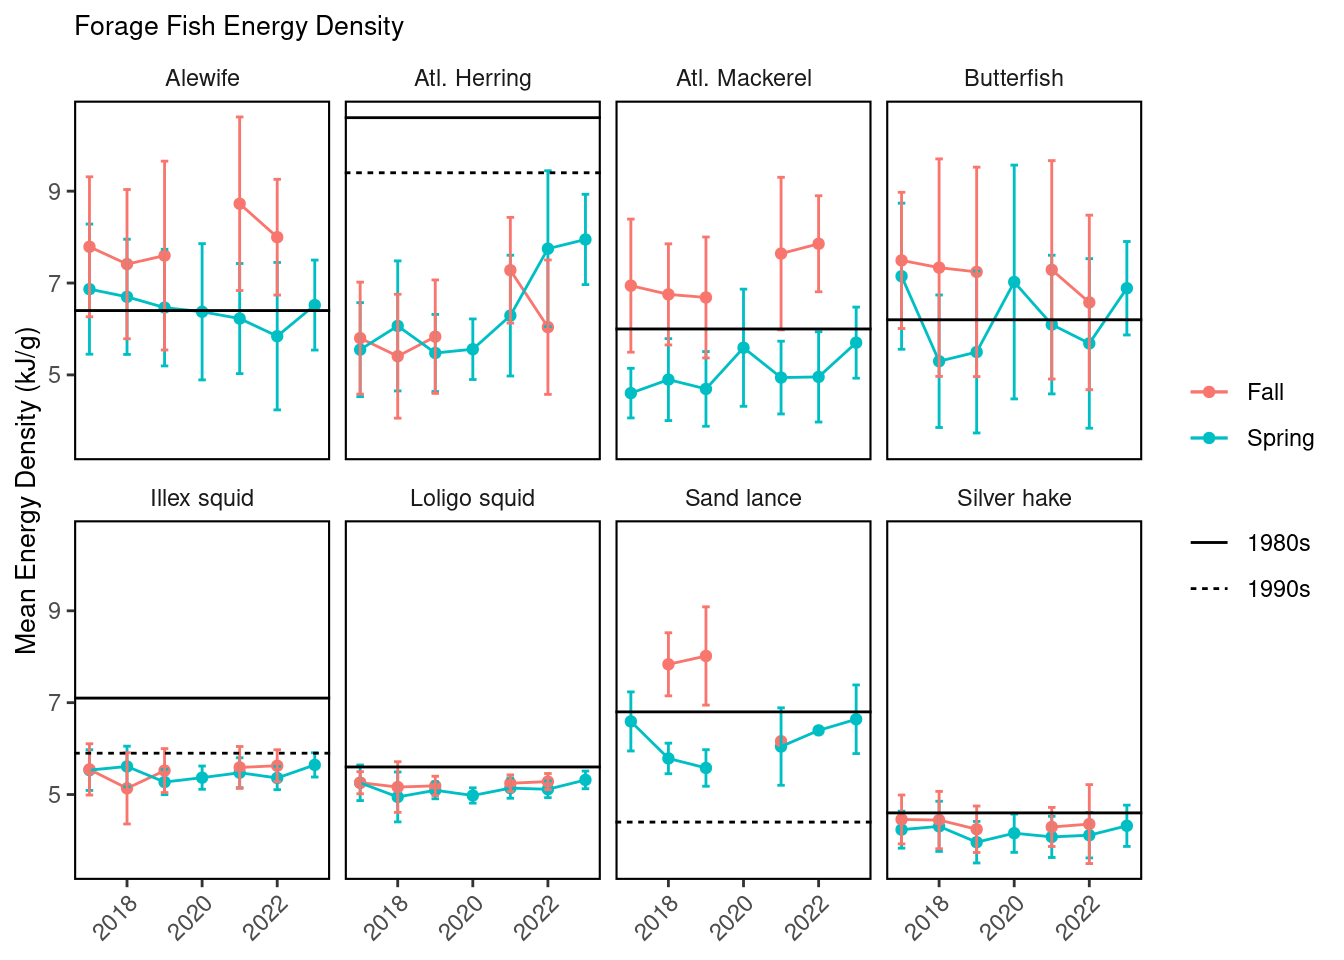 Forage Fish Energy Density
Alewife
Atl. Herring
Atl. Mackerel
Butterfish
9
7
5
Mean Energy Density (kJ/g)
Illex squid
Loligo squid
Sand lance
Silver hake
9
7
5
2018
2020
2022
2018
2020
2022
2018
2020
2022
2018
2020
2022
Fall
Spring
1980s
1990s